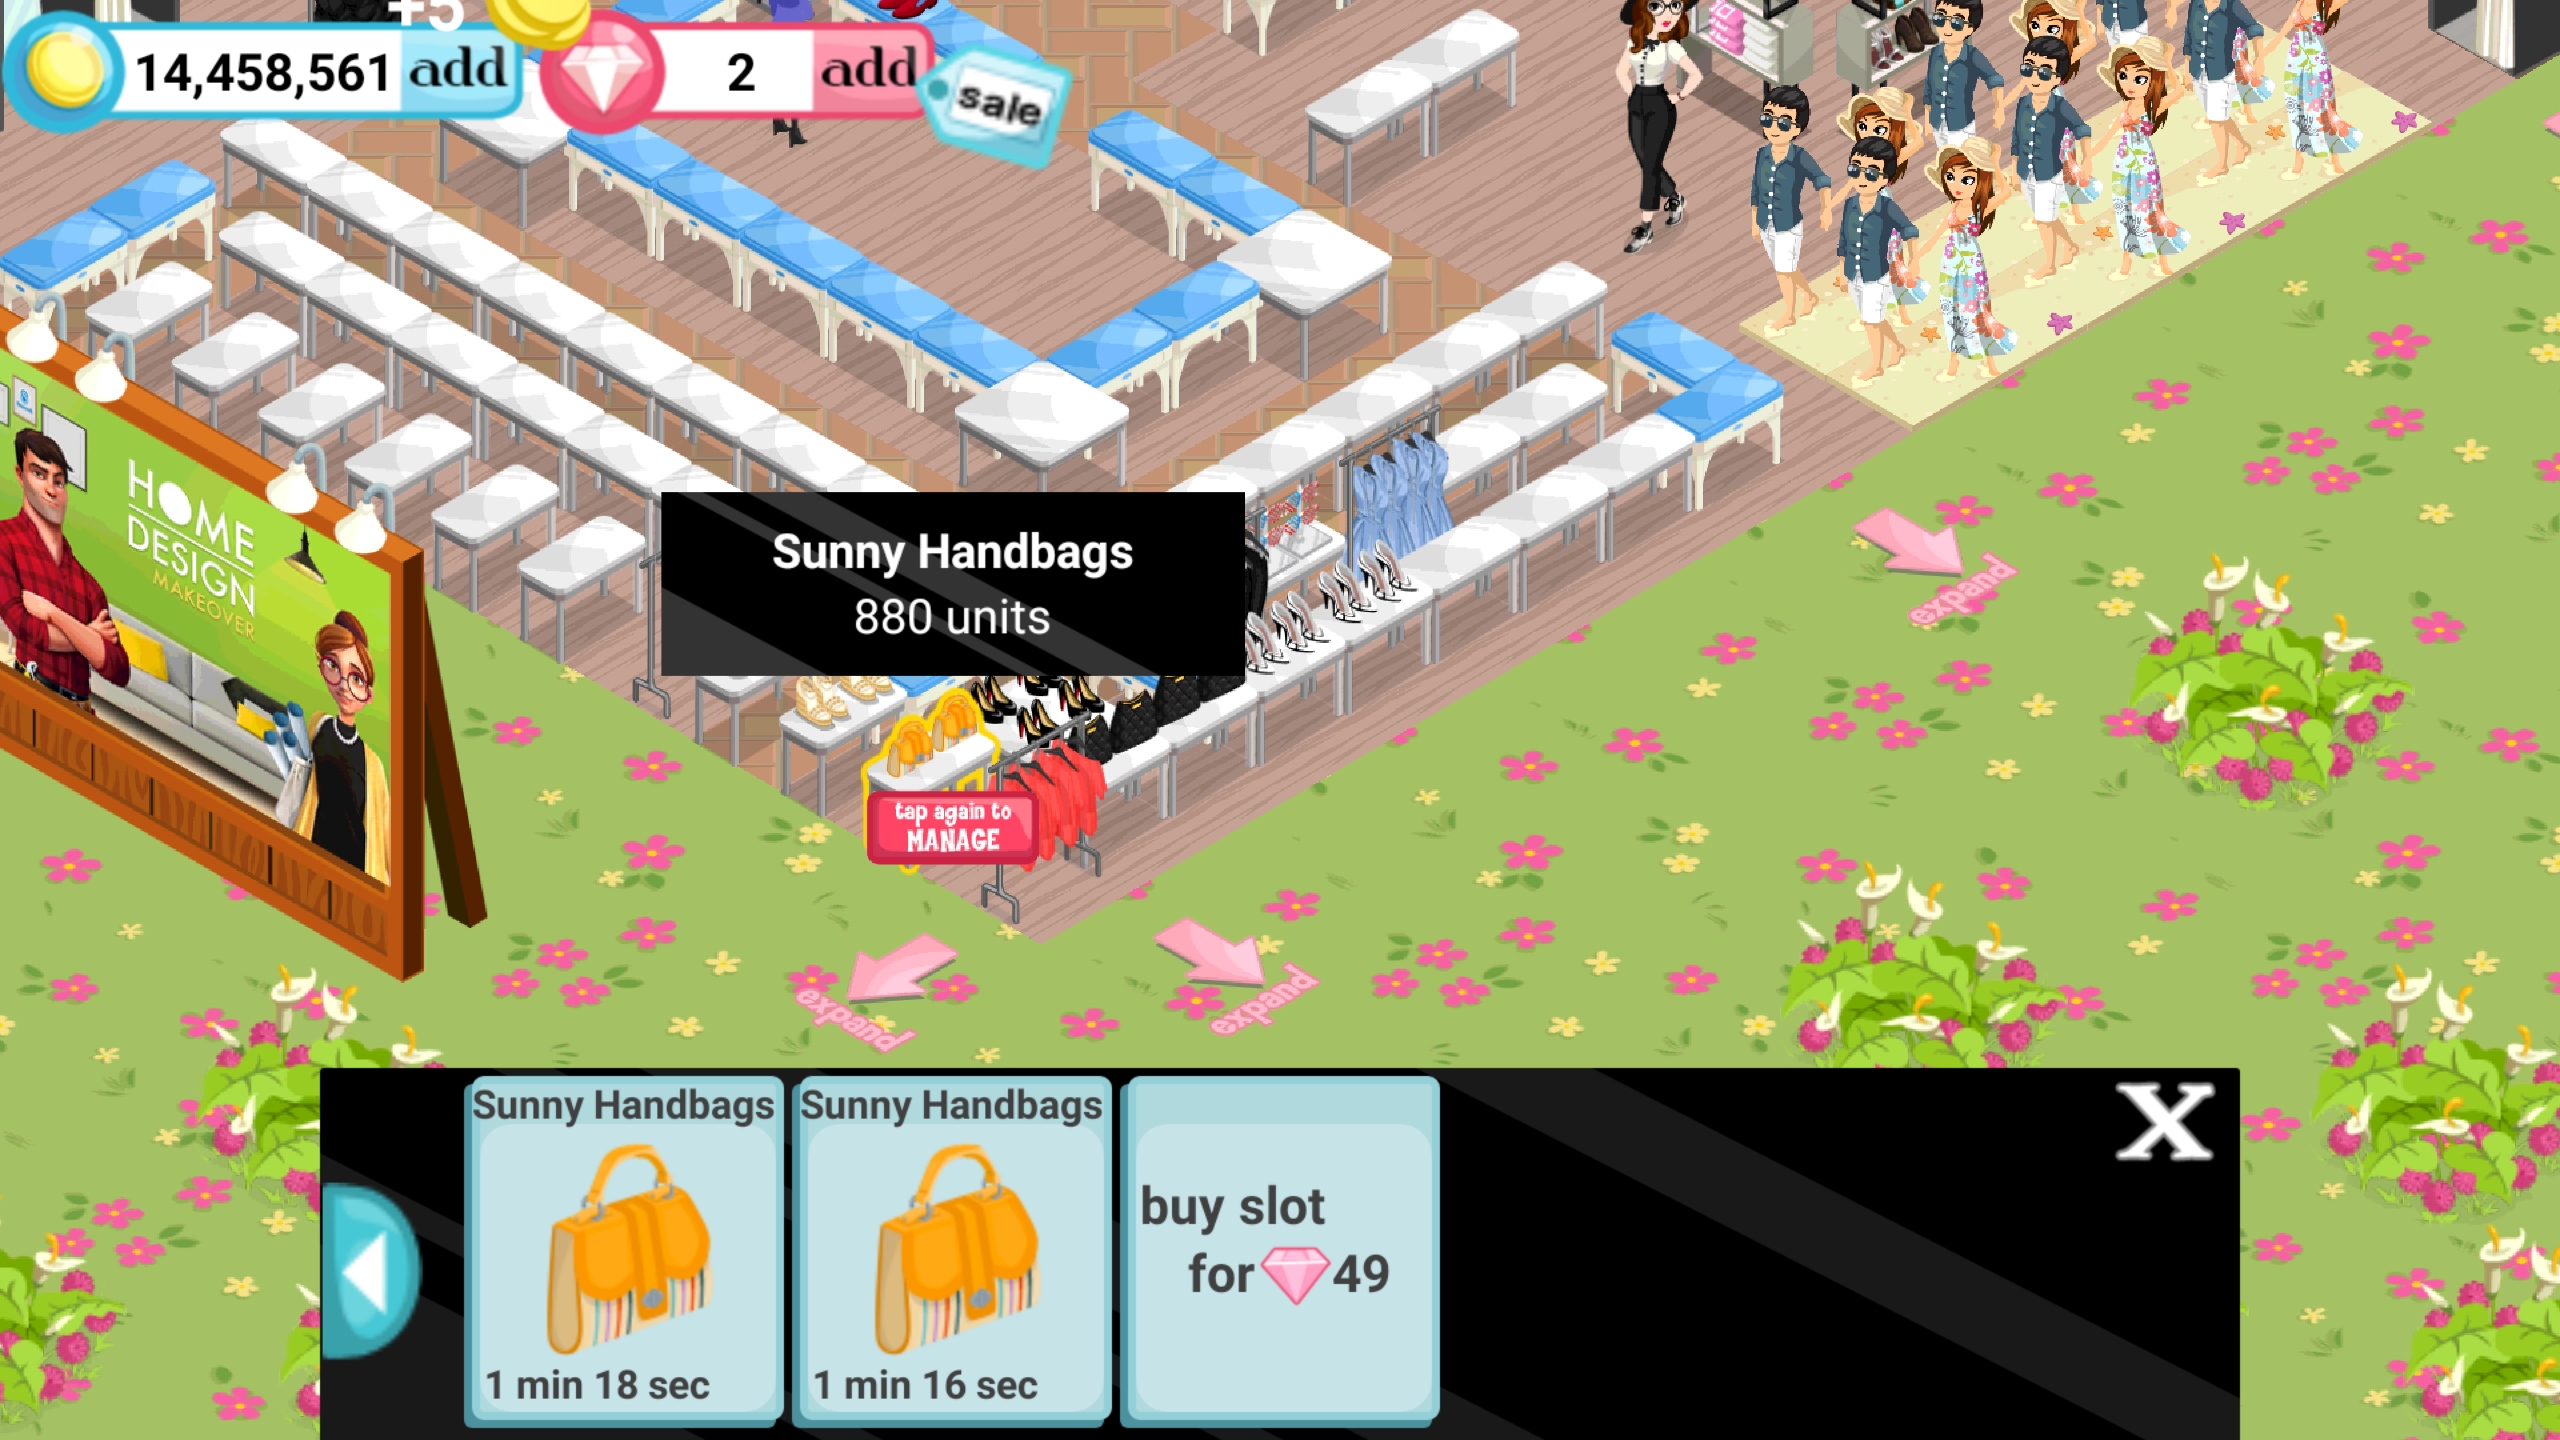 +5
14,458,561 add
2 add
sale
HOME
DESIGN
MAKEOVER
Sunny Handbags
880 units
tap again to
MANAGE
expand
expand
expand
Sunny Handbags
1 min 18 sec
Sunny Handbags
1 min 16 sec
buy slot
for 49
X